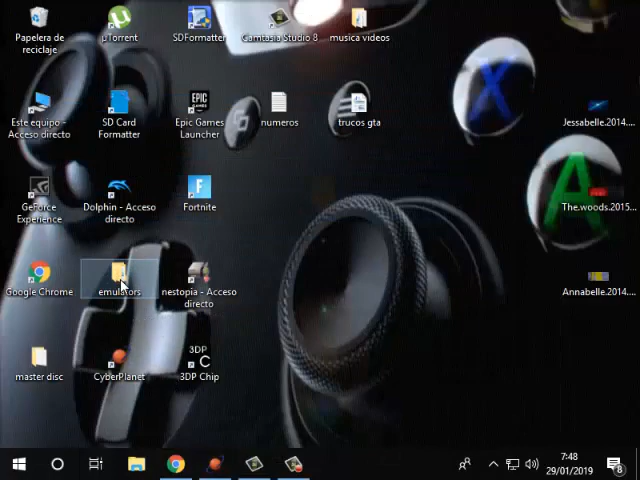 Papelera de
reciclaje
µTorrent
SDFormatter
Camtasia Studio 8
musica videos
Este equipo -
Acceso directo
SD Card
Formatter
EPIC
GAMES
Epic Games
Launcher
numeros
trucos gta
Jessabelle.2014....
X
A
GeForce
Experience
Dolphin - Acceso
directo
F
Fortnite
The.woods.2015...
Google Chrome
emulators
nestopia - Acceso
directo
Annabelle.2014....
master disc
CyberPlanet
3DP
C
3DP Chip
7:48
29/01/2019
8